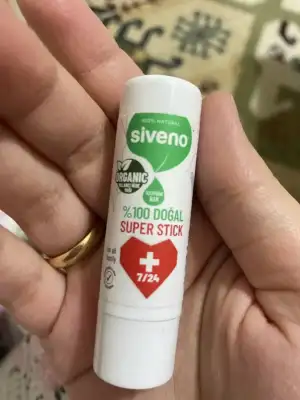 100% NATURAL
siveno
ORGANIC
%100 DOĞAL
SUPER STICK
7/24